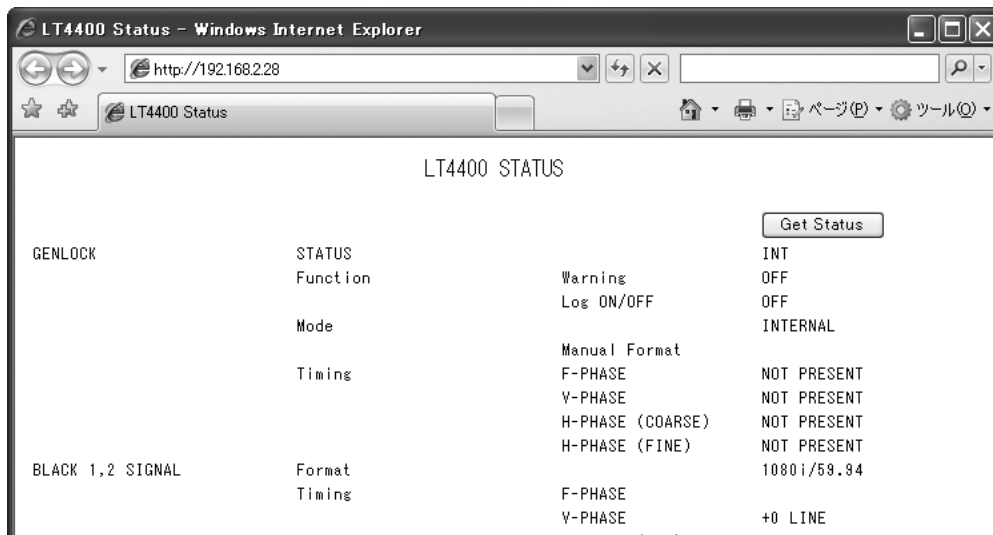 LT4400 Status - Windows Internet Explorer
http://192.168.2.28
LT4400 Status
ページ(P) ツール(O)
LT4400 STATUS
Get Status
GENLOCK STATUS INT
Function Warning OFF
Log ON/OFF OFF
Mode INTERNAL
Manual Format
Timing F-PHASE NOT PRESENT
V-PHASE NOT PRESENT
H-PHASE (COARSE) NOT PRESENT
H-PHASE (FINE) NOT PRESENT
BLACK 1,2 SIGNAL Format 1080i/59.94
Timing F-PHASE
V-PHASE +0 LINE